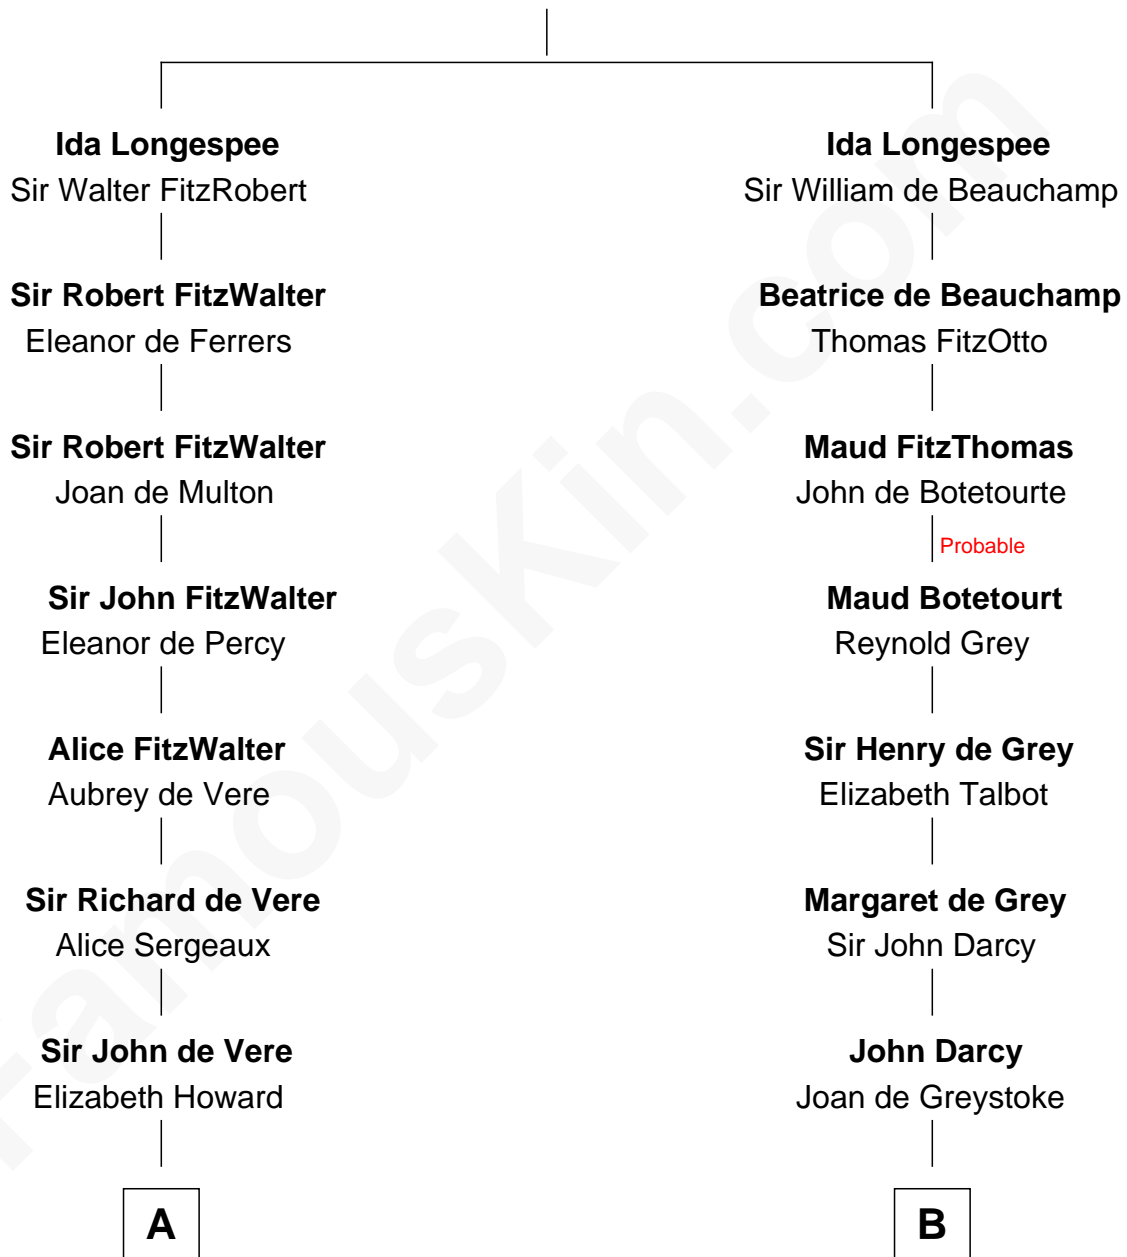 Ida Longespee
Sir Walter FitzRobert
Sir Robert FitzWalter
Eleanor de Ferrers
Sir Robert FitzWalter
Joan de Multon
Sir John FitzWalter
Eleanor de Percy
Alice FitzWalter
Aubrey de Vere
Sir Richard de Vere
Alice Sergeaux
Sir John de Vere
Elizabeth Howard
A
Ida Longespee
Sir William de Beauchamp
Beatrice de Beauchamp
Thomas FitzOtto
Maud FitzThomas
John de Botetourte
Probable
Maud Botetourt
Reynold Grey
Sir Henry de Grey
Elizabeth Talbot
Margaret de Grey
Sir John Darcy
John Darcy
Joan de Greystoke
B
FamousKin.com